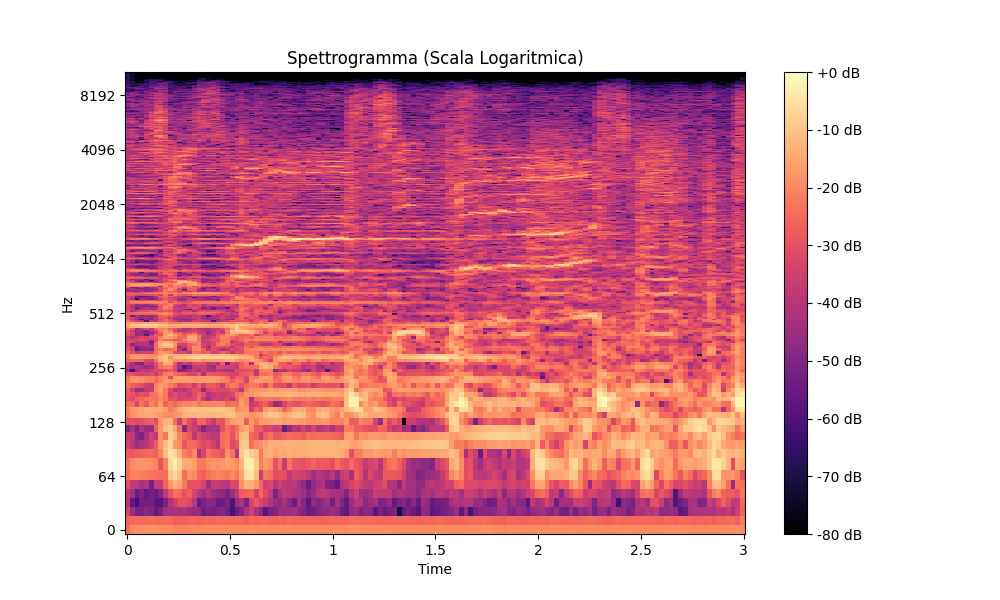 Spettrogramma (Scala Logaritmica)
8192
4096
2048
1024
512
256
128
64
0
Hz
0
0.5
1
1.5
2
2.5
3
Time
+0 dB
-10 dB
-20 dB
-30 dB
-40 dB
-50 dB
-60 dB
-70 dB
-80 dB